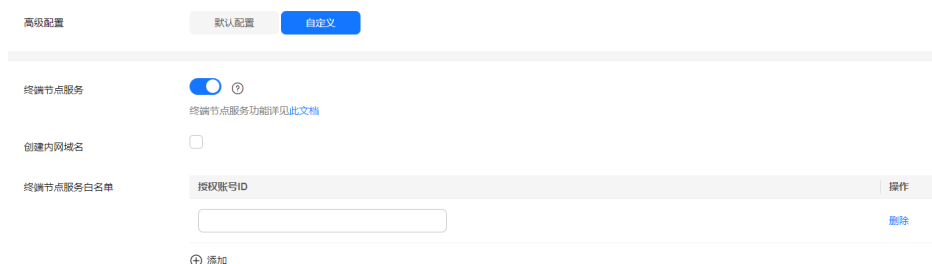 高级配置 默认配置 自定义
终端节点服务
终端节点服务功能详见此文档
创建内网域名
终端节点服务白名单 授权账号ID 操作
删除
添加